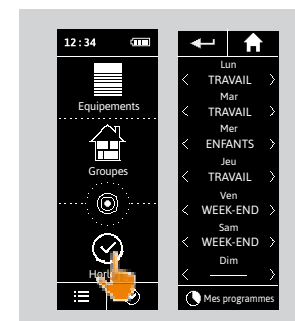 12:34
Equipements
Groupes
Lun
TRAVAIL
Mar
TRAVAIL
Mer
ENFANTS
Jeu
TRAVAIL
Ven
WEEK-END
Sam
WEEK-END
Dim
Mes programmes